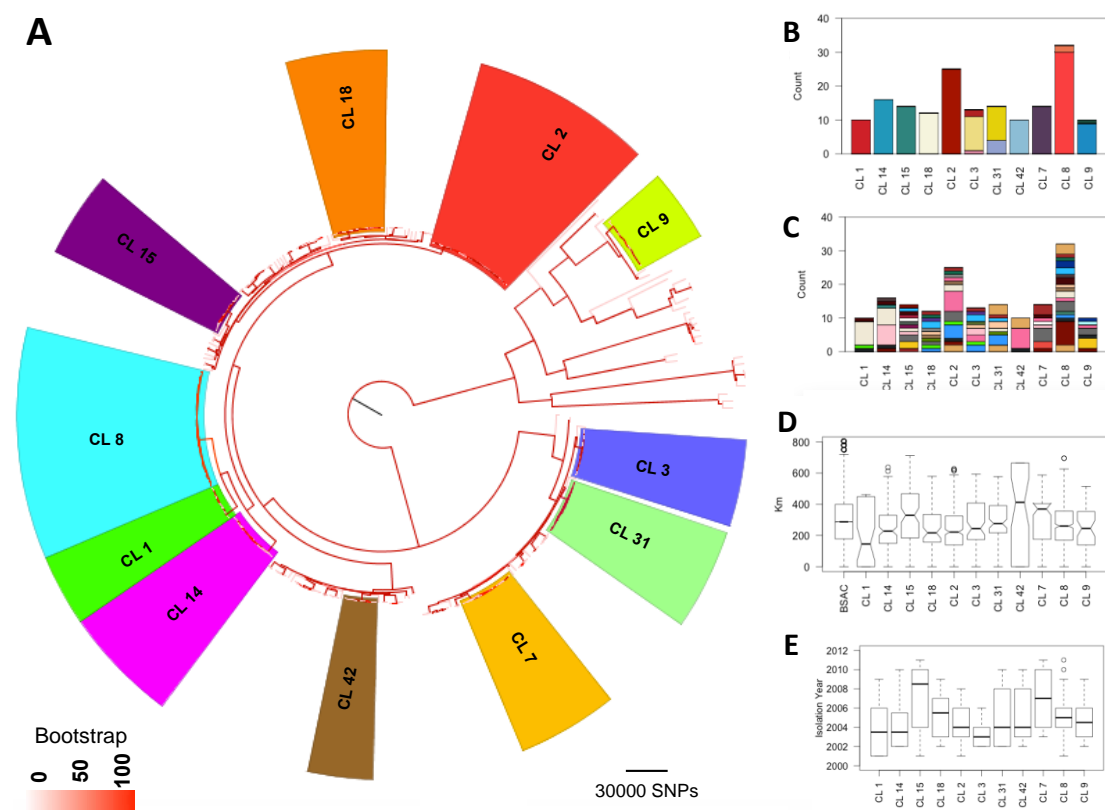 A
CL 18
CL 2
CL 9
CL 15
CL 8
CL 3
CL 31
CL 1
CL 14
CL 7
CL 42
Bootstrap
0 50 100
30000 SNPs
B
40
30
20
10
0
Count
CL 1 CL 14 CL 15 CL 18 CL 2 CL 3 CL 31 CL 42 CL 7 CL 8 CL 9
C
40
30
20
10
0
Count
CL 1 CL 14 CL 15 CL 18 CL 2 CL 3 CL 31 CL 42 CL 7 CL 8 CL 9
D
800
600
400
200
0
Km
BSAC CL 1 CL 14 CL 15 CL 18 CL 2 CL 3 CL 31 CL 42 CL 7 CL 8 CL 9
E
2012
2010
2008
2006
2004
2002
2000
Isolation Year
CL 1 CL 14 CL 15 CL 18 CL 2 CL 3 CL 31 CL 42 CL 7 CL 8 CL 9